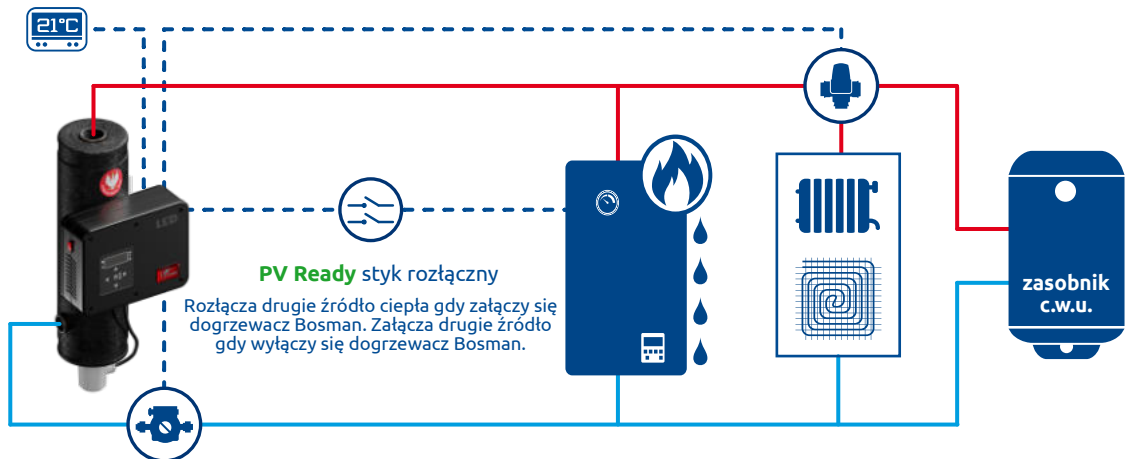 21°C
LED
PV Ready styk rozłączny
Rozłącza drugie źródło ciepła gdy załączy się
dogrzewacz Bosman. Załącza drugie źródło
gdy wyłączy się dogrzewacz Bosman.
zasobnik
c.w.u.